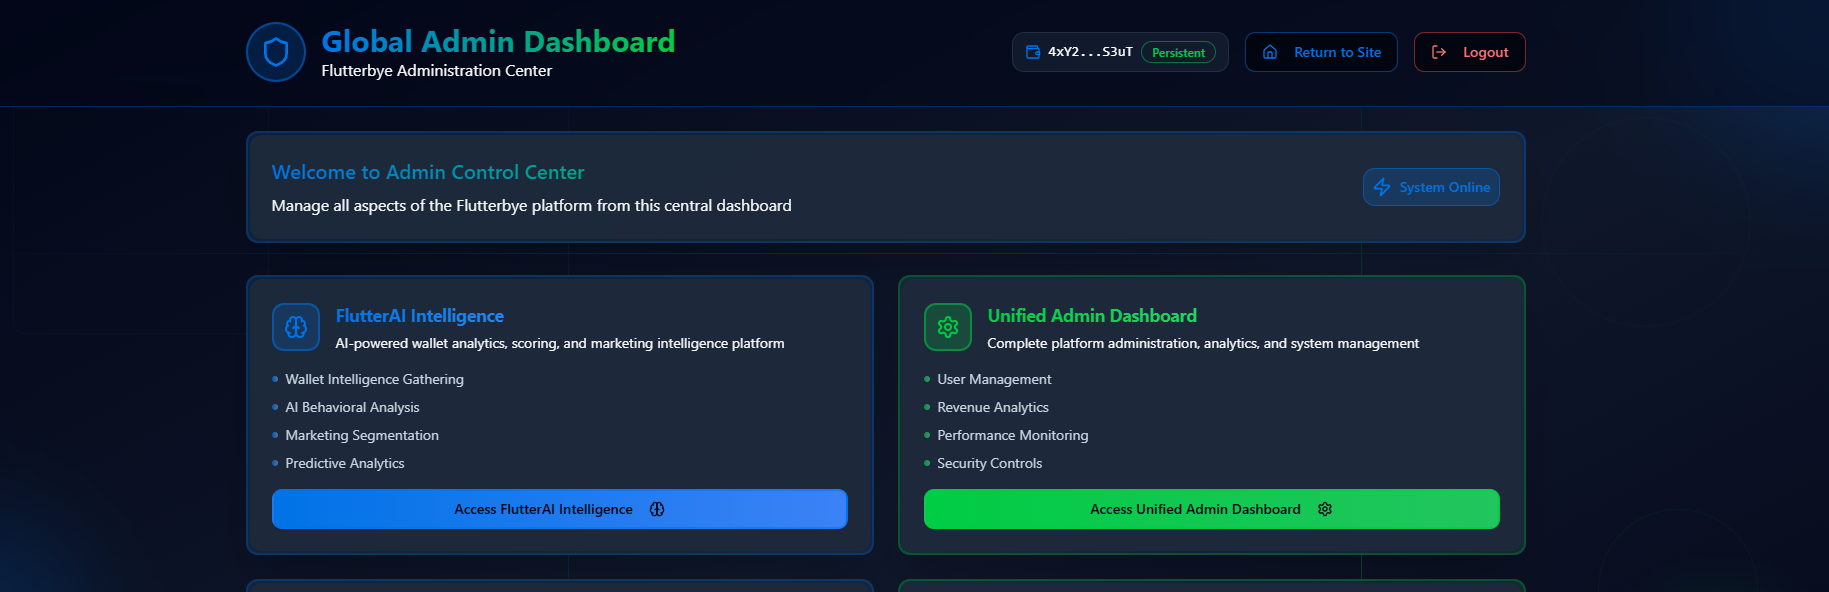 Global Admin Dashboard
Flutterbye Administration Center
4xY2...S3uT Persistent
Return to Site
Logout
Welcome to Admin Control Center
Manage all aspects of the Flutterbye platform from this central dashboard
System Online
FlutterAI Intelligence
AI-powered wallet analytics, scoring, and marketing intelligence platform
Wallet Intelligence Gathering
AI Behavioral Analysis
Marketing Segmentation
Predictive Analytics
Access FlutterAI Intelligence
Unified Admin Dashboard
Complete platform administration, analytics, and system management
User Management
Revenue Analytics
Performance Monitoring
Security Controls
Access Unified Admin Dashboard